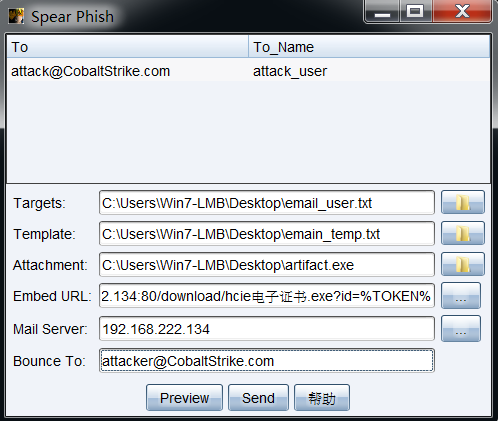 Spear Phish
To To_Name
attack@CobaltStrike.com attack_user
Targets: C:\Users\Win7-LMB\Desktop\email_user.txt
Template: C:\Users\Win7-LMB\Desktop\emain_temp.txt
Attachment: C:\Users\Win7-LMB\Desktop\artifact.exe
Embed URL: 2.134:80/download/hcie电子证书.exe?id=%TOKEN% ...
Mail Server: 192.168.222.134 ...
Bounce To: attacker@CobaltStrike.com
Preview Send 帮助